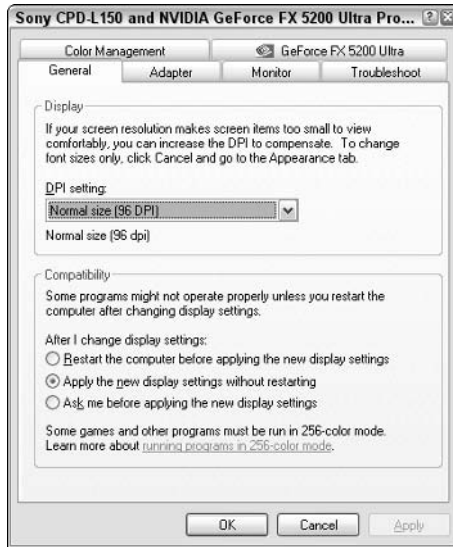 Sony CPD-L150 and NVIDIA GeForce FX 5200 Ultra Pro...
Color Management
GeForce FX 5200 Ultra
General
Adapter
Monitor
Troubleshoot
Display
If your screen resolution makes screen items too small to view
comfortably, you can increase the DPI to compensate. To change
font sizes only, click Cancel and go to the Appearance tab.
DPI setting:
Normal size (96 DPI)
Normal size (96 dpi)
Compatibility
Some programs might not operate properly unless you restart the
computer after changing display settings.
After I change display settings:
Restart the computer before applying the new display settings
Apply the new display settings without restarting
Ask me before applying the new display settings
Some games and other programs must be run in 256-color mode.
Learn more about running programs in 256-color mode.
OK
Cancel
Apply